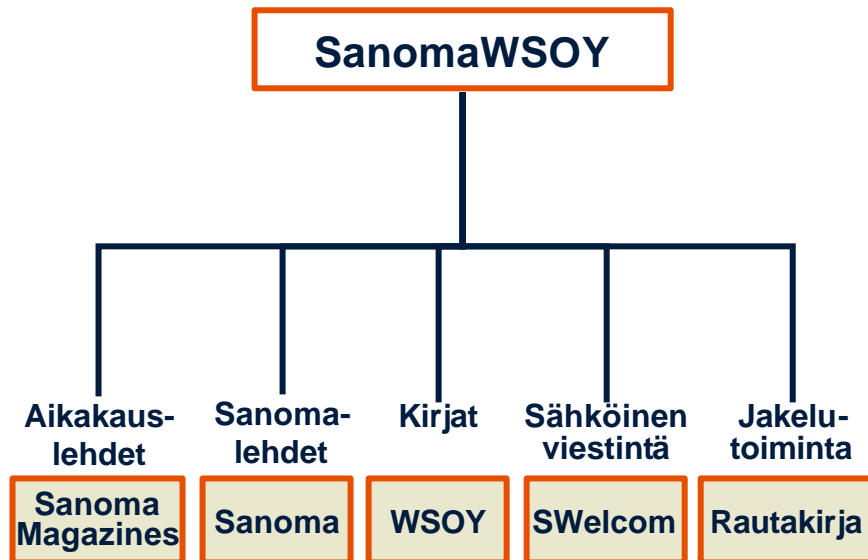 SanomaWSOY
Aikakaus-
lehdet
Sanoma-
lehdet
Kirjat
Sähköinen
viestintä
Jakelu-
toiminta
Sanoma
Magazines
Sanoma
WSOY
SWelcom
Rautakirja